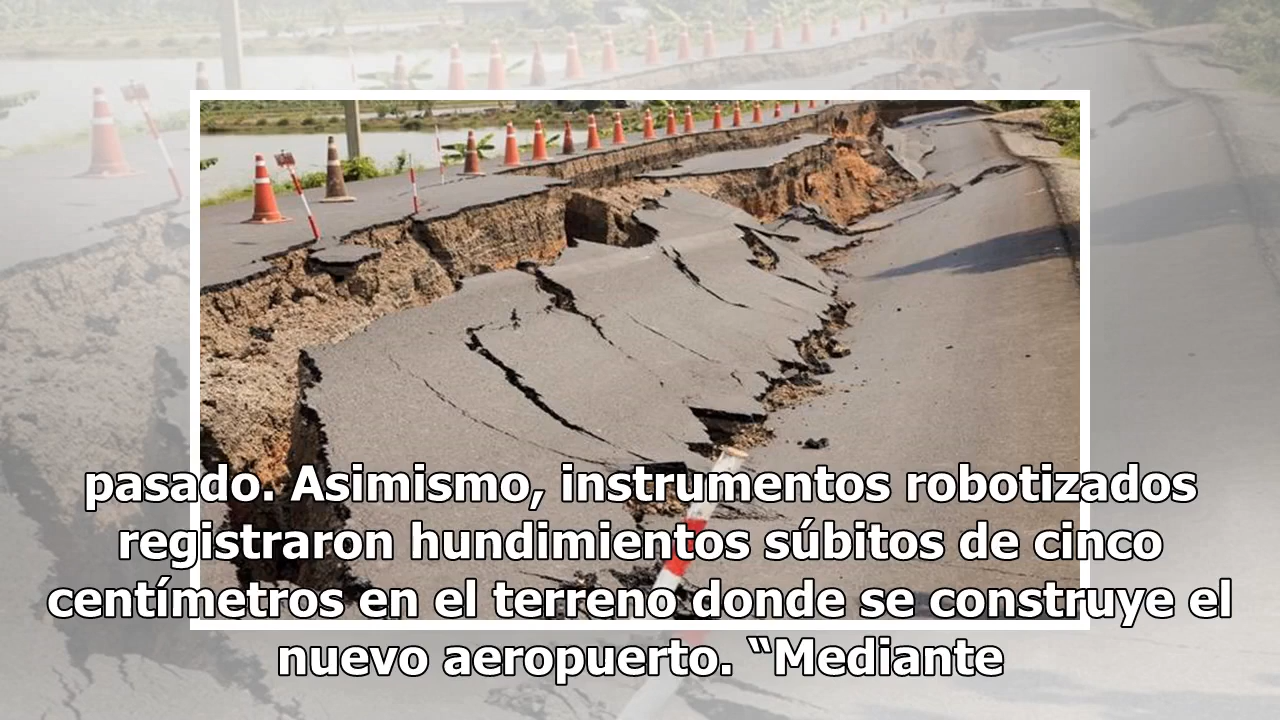 pasado. Asimismo, instrumentos robotizados
registraron hundimientos súbitos de cinco
centímetros en el terreno donde se construye el
nuevo aeropuerto. “Mediante